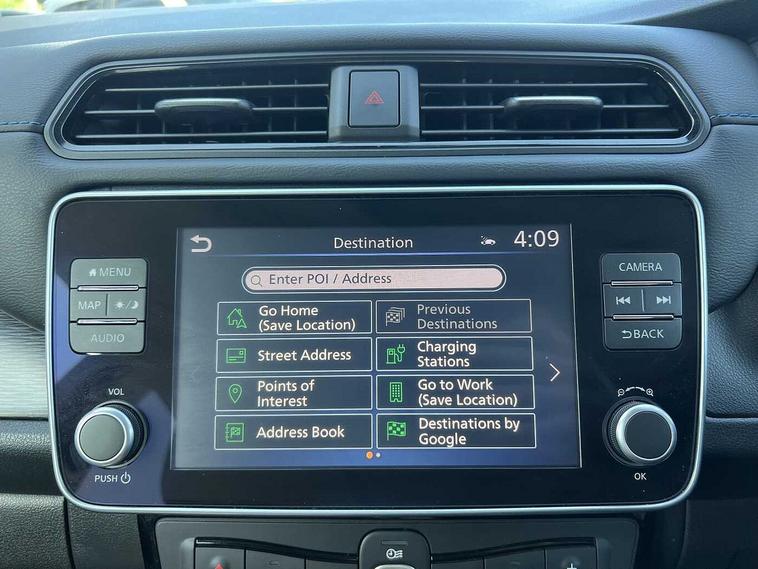 MENU
MAP
AUDIO
VOL
PUSH
Destination
4:09
Enter POI / Address
Go Home
(Save Location)
Previous
Destinations
Street Address
Charging
Stations
Points of
Interest
Go to Work
(Save Location)
Address Book
Destinations by
Google
CAMERA
BACK
OK